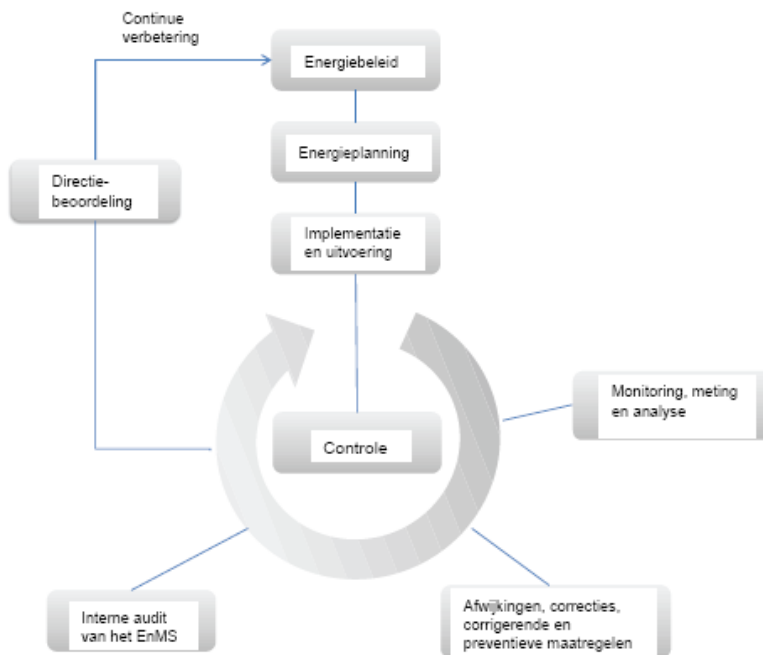 Continue
verbetering
Energiebeleid
Energieplanning
Directie-
beoordeling
Implementatie
en uitvoering
Monitoring, meting
en analyse
Controle
Interne audit
van het EnMS
Afwijkingen, correcties,
corrigerende en
preventieve maatregelen